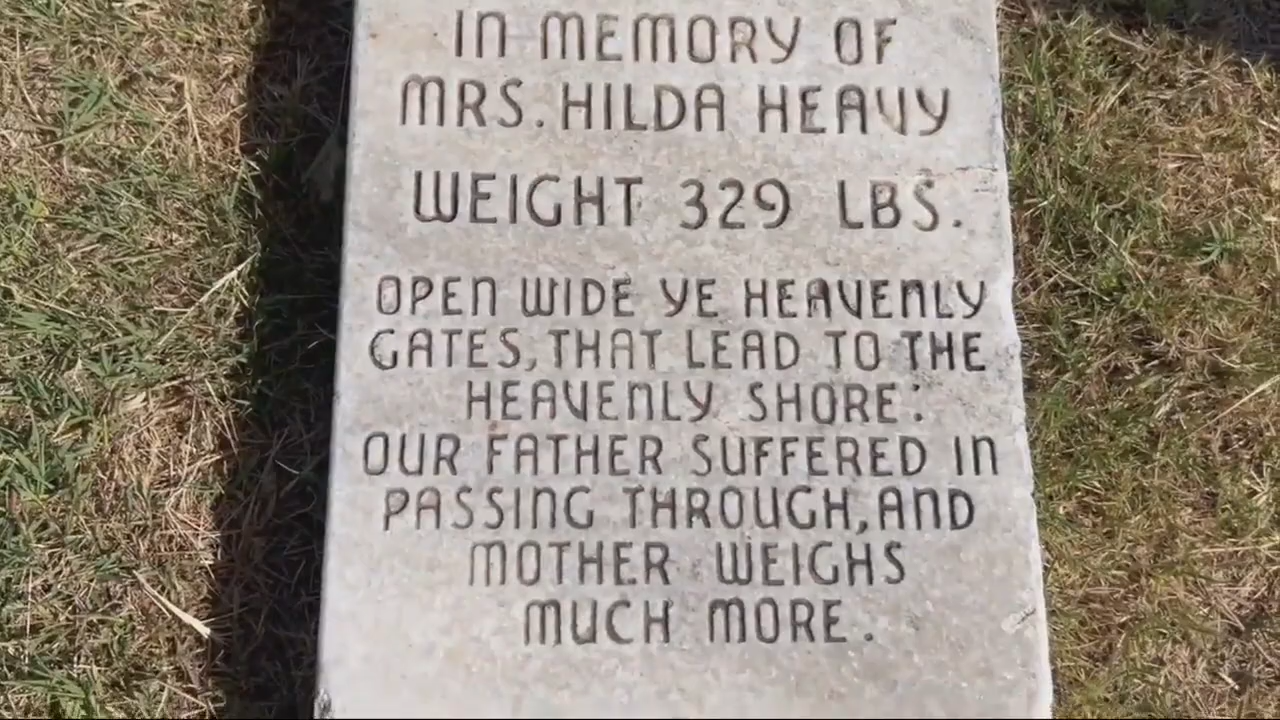 IN MEMORY OF
MRS. HILDA HEAVY
WEIGHT 329 LBS.
OPEN WIDE YE HEAVENLY
GATES, THAT LEAD TO THE
HEAVENLY SHORE:
OUR FATHER SUFFERED IN
PASSING THROUGH, AND
MOTHER WEIGHS
MUCH MORE.